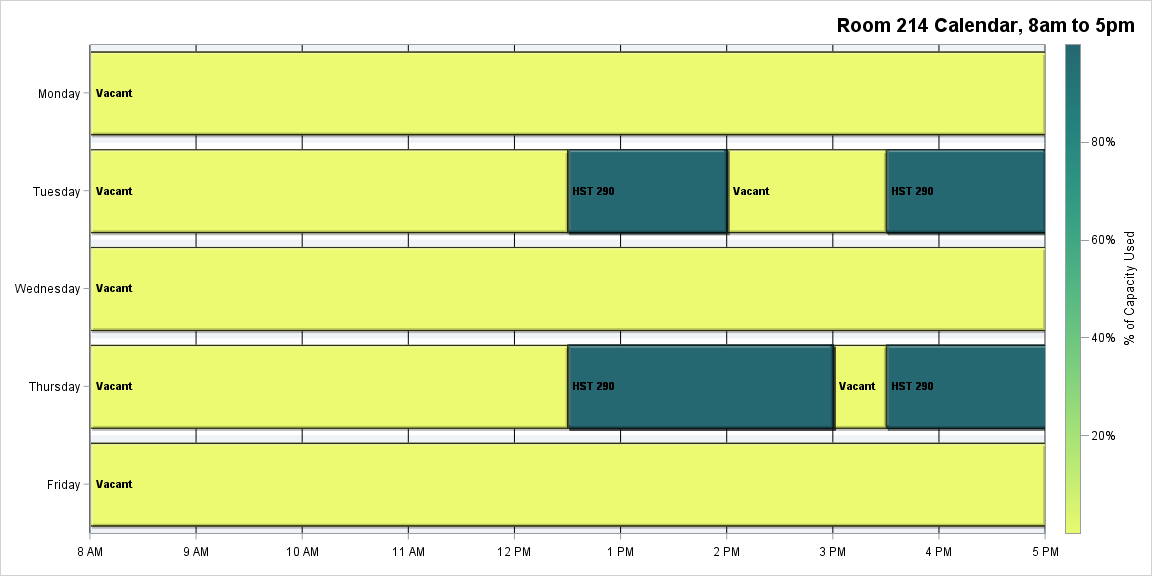 Room 214 Calendar, 8am to 5pm
Monday
Vacant
Tuesday
Vacant
HST 290
Vacant
HST 290
Wednesday
Vacant
Thursday
Vacant
HST 290
Vacant
HST 290
Friday
Vacant
8 AM
9 AM
10 AM
11 AM
12 PM
1 PM
2 PM
3 PM
4 PM
5 PM
80%
60%
40%
20%
% of Capacity Used